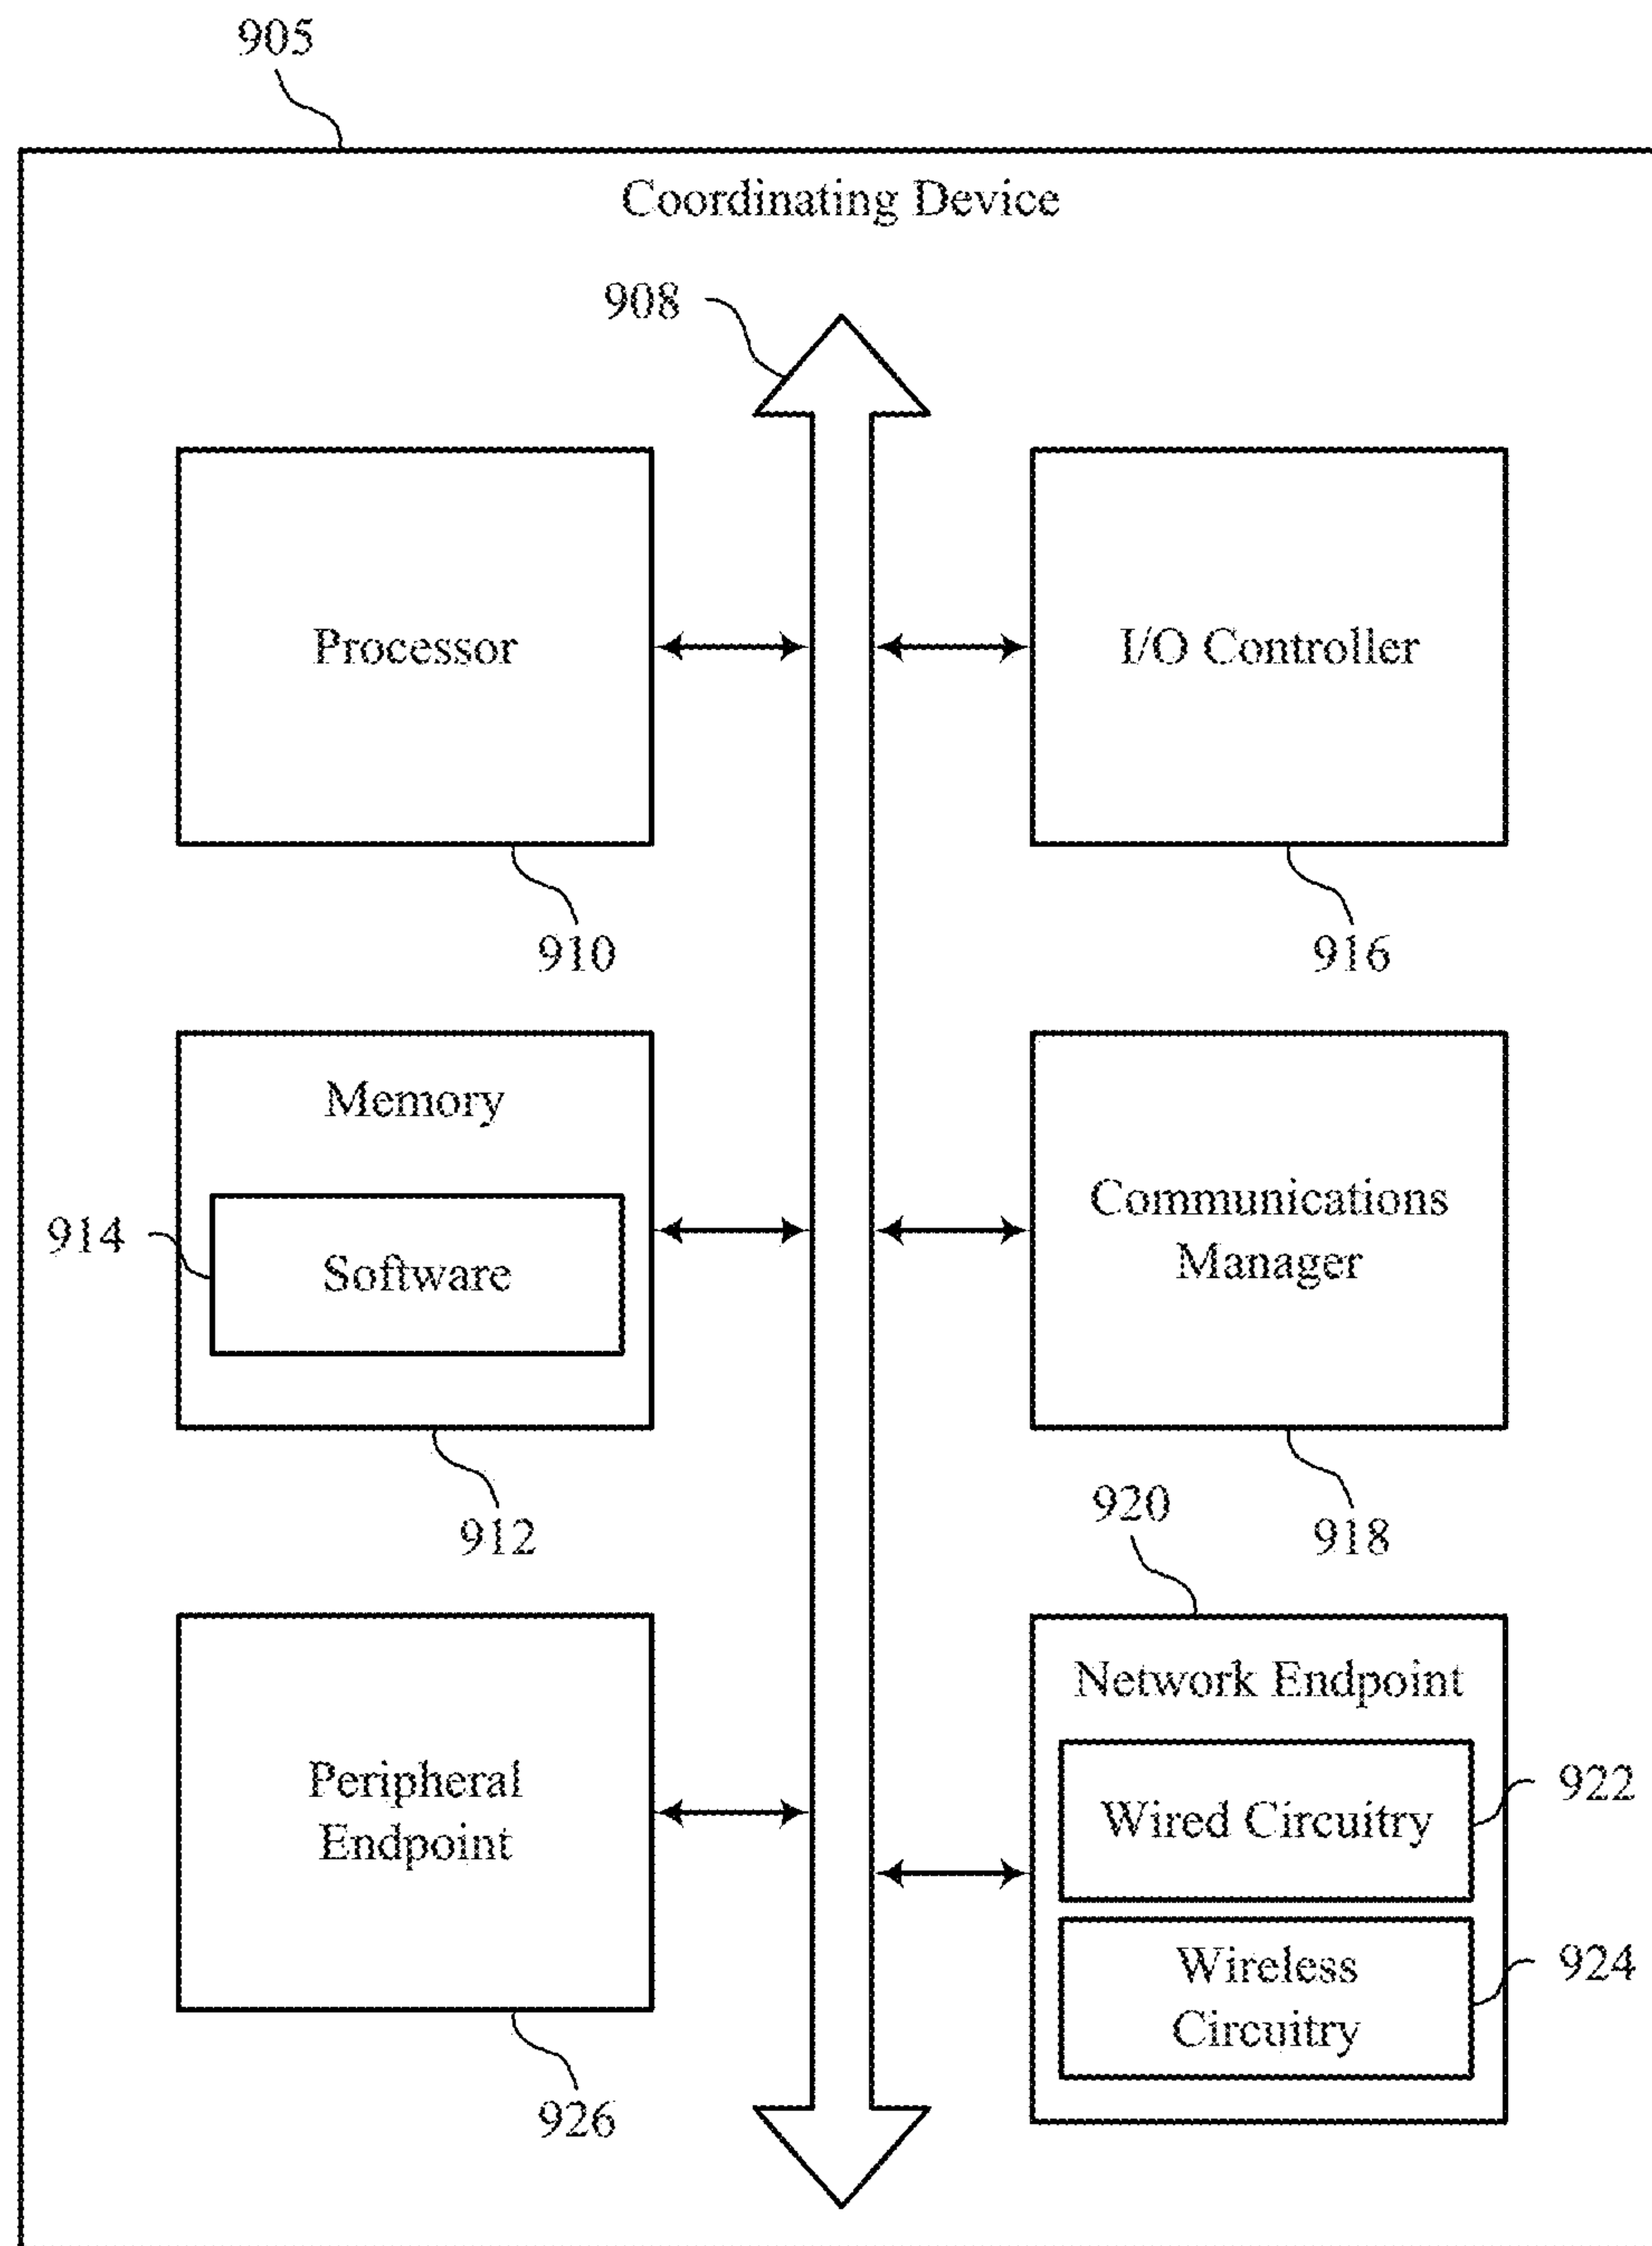 905
Coordinating Device
908
Processor
I/O Controller
910
916
Memory
Communications
Manager
914
Software
912
918
920
Peripheral
Endpoint
Network Endpoint
Wired Circuitry
922
Wireless
Circuitry
924
926